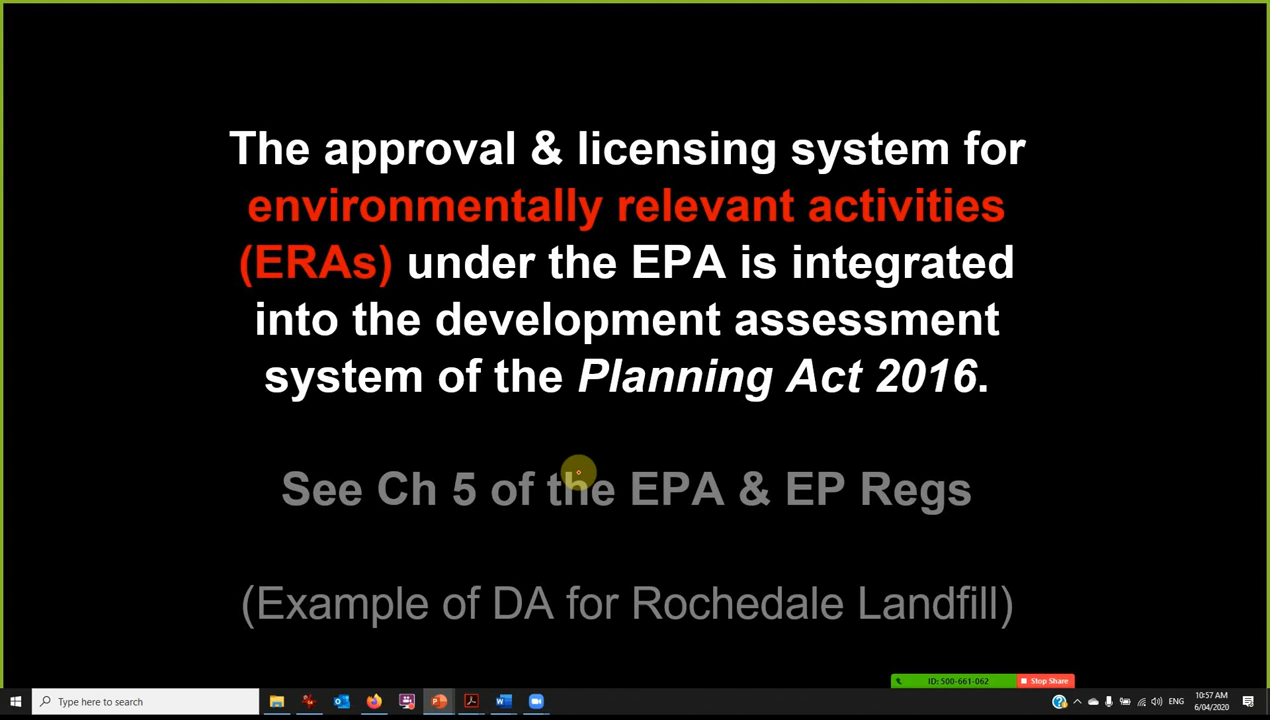 The approval & licensing system for
environmentally relevant activities
(ERAs) under the EPA is integrated
into the development assessment
system of the Planning Act 2016.
See Ch 5 of the EPA & EP Regs
(Example of DA for Rochedale Landfill)
ID: 500-661-062
Stop Share
Type here to search
ENG
10:57 AM
6/04/2020